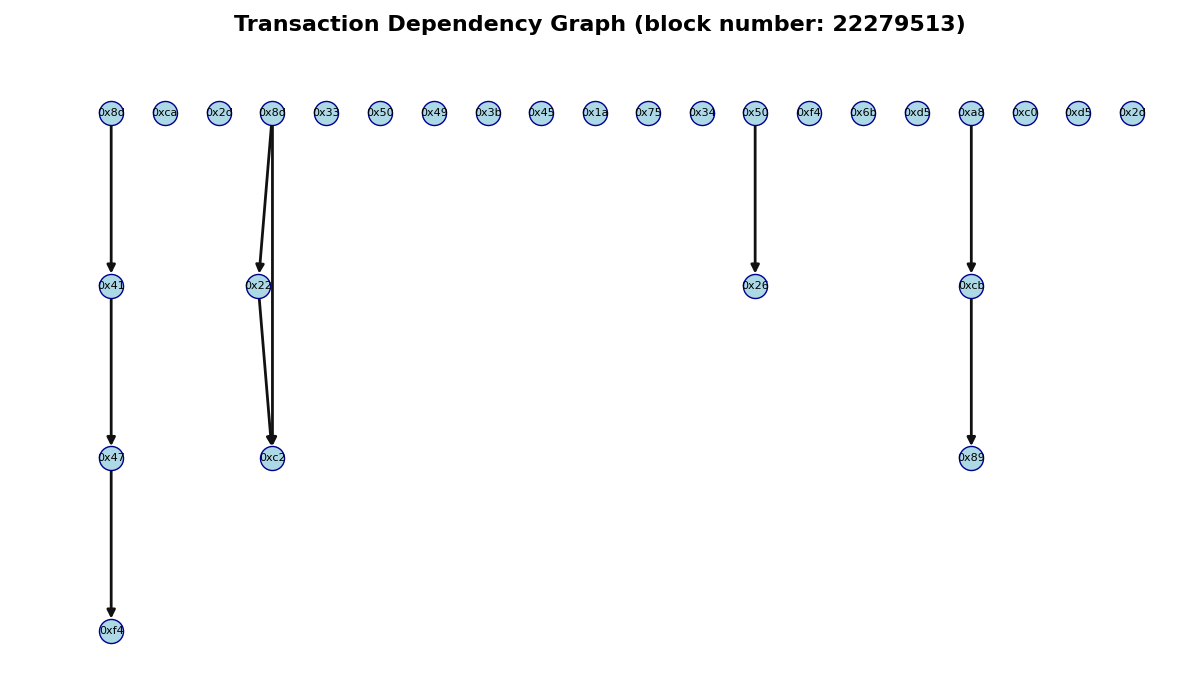 Transaction Dependency Graph (block number: 22279513)
0x8d 0xca 0x2d 0x8d 0x33 0x50 0x49 0x3b 0x45 0x1a 0x75 0x34 0x50 0xf4 0x6b 0xd5 0xa8 0xc0 0xd5 0x2d
0x41 0x22 0x26 0xcb
0x47 0xc2 0x89
0xf4